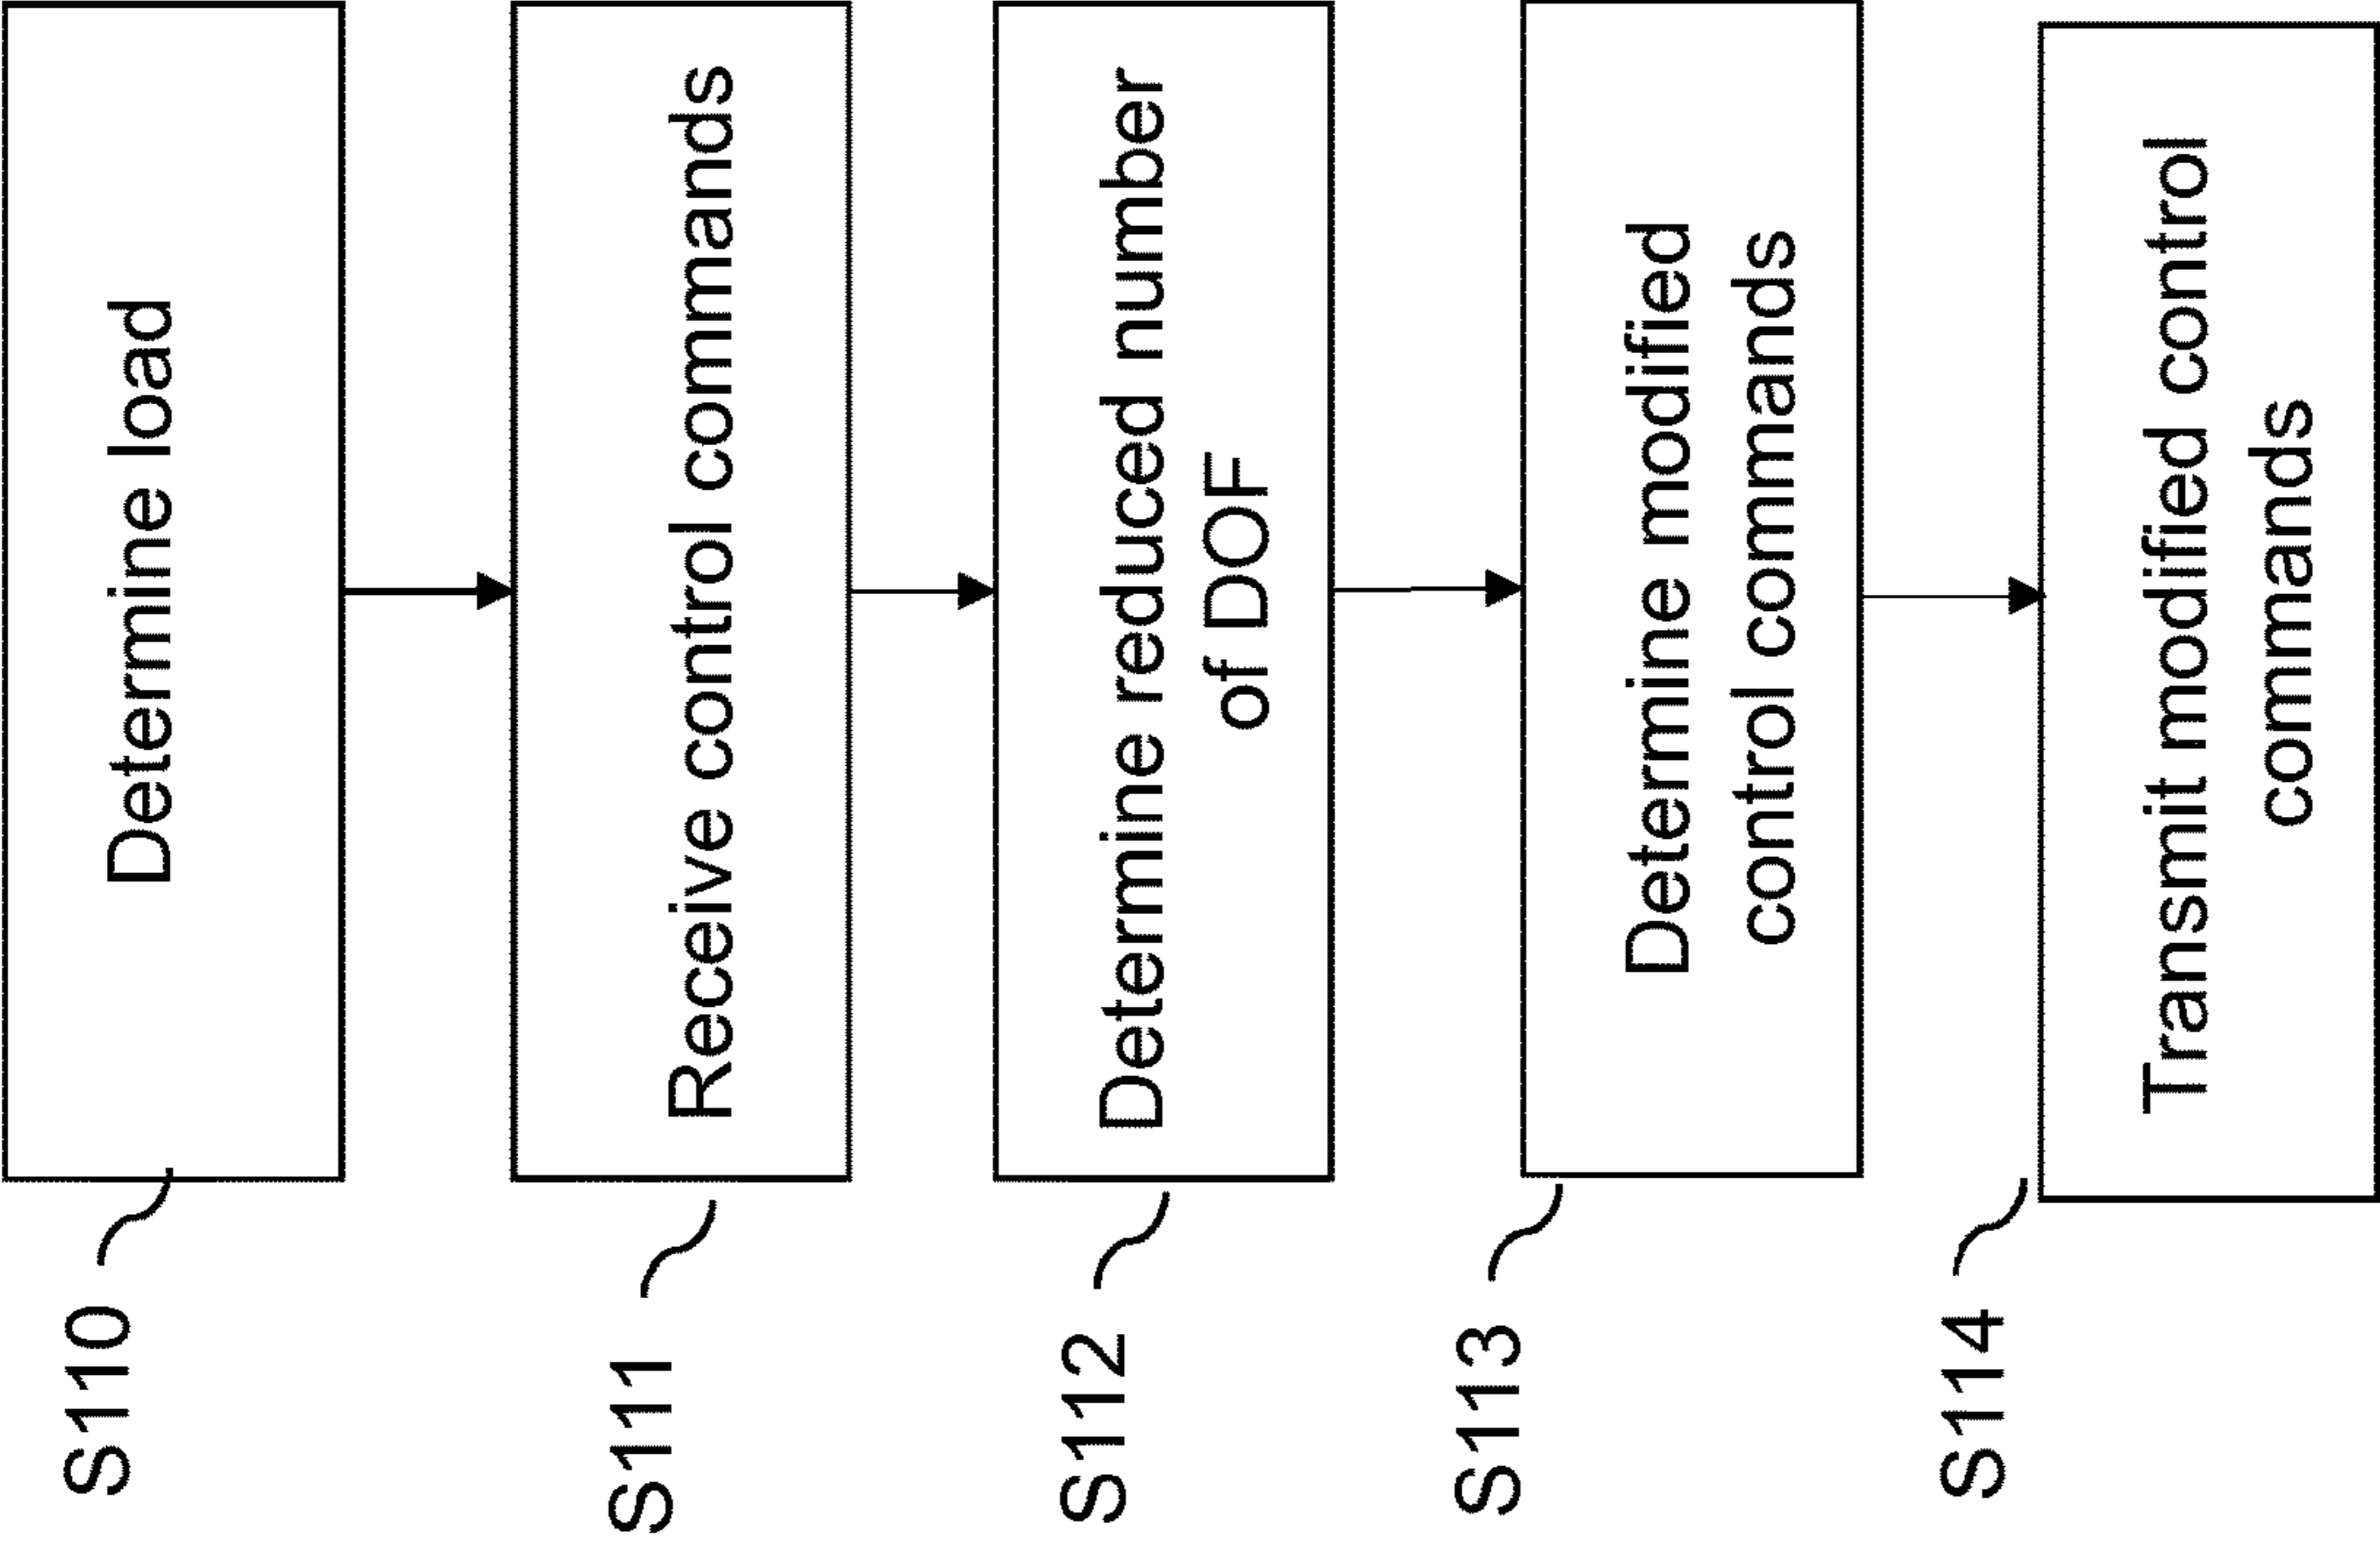 S110
Determine load
S111
Receive control commands
S112
Determine reduced number
of DOF
S113
Determine modified
control commands
S114
Transmit modified control
commands